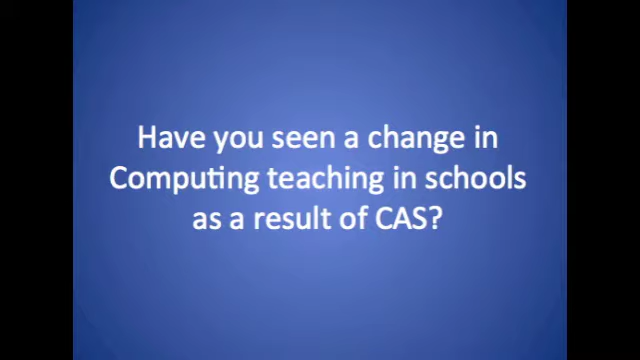 Have you seen a change in
Computing teaching in schools
as a result of CAS?